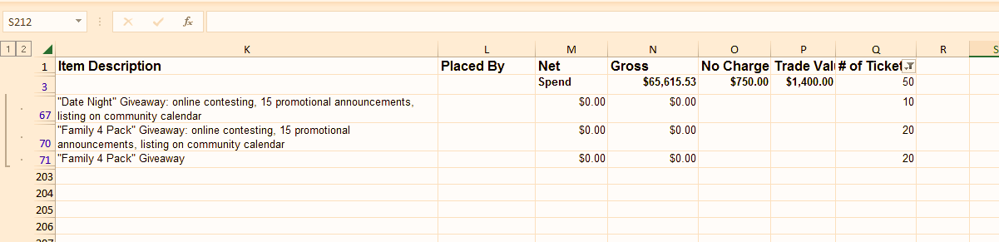 S212 fx
1 2
K L M N O P Q R S
1 Item Description Placed By Net Gross No Charge Trade Val # of Ticket
3 Spend $65,615.53 $750.00 $1,400.00 50
"Date Night" Giveaway: online contesting, 15 promotional announcements, $0.00 $0.00 10
67 listing on community calendar
"Family 4 Pack" Giveaway: online contesting, 15 promotional $0.00 $0.00 20
70 announcements, listing on community calendar
71 "Family 4 Pack" Giveaway $0.00 $0.00 20
203
204
205
206
207